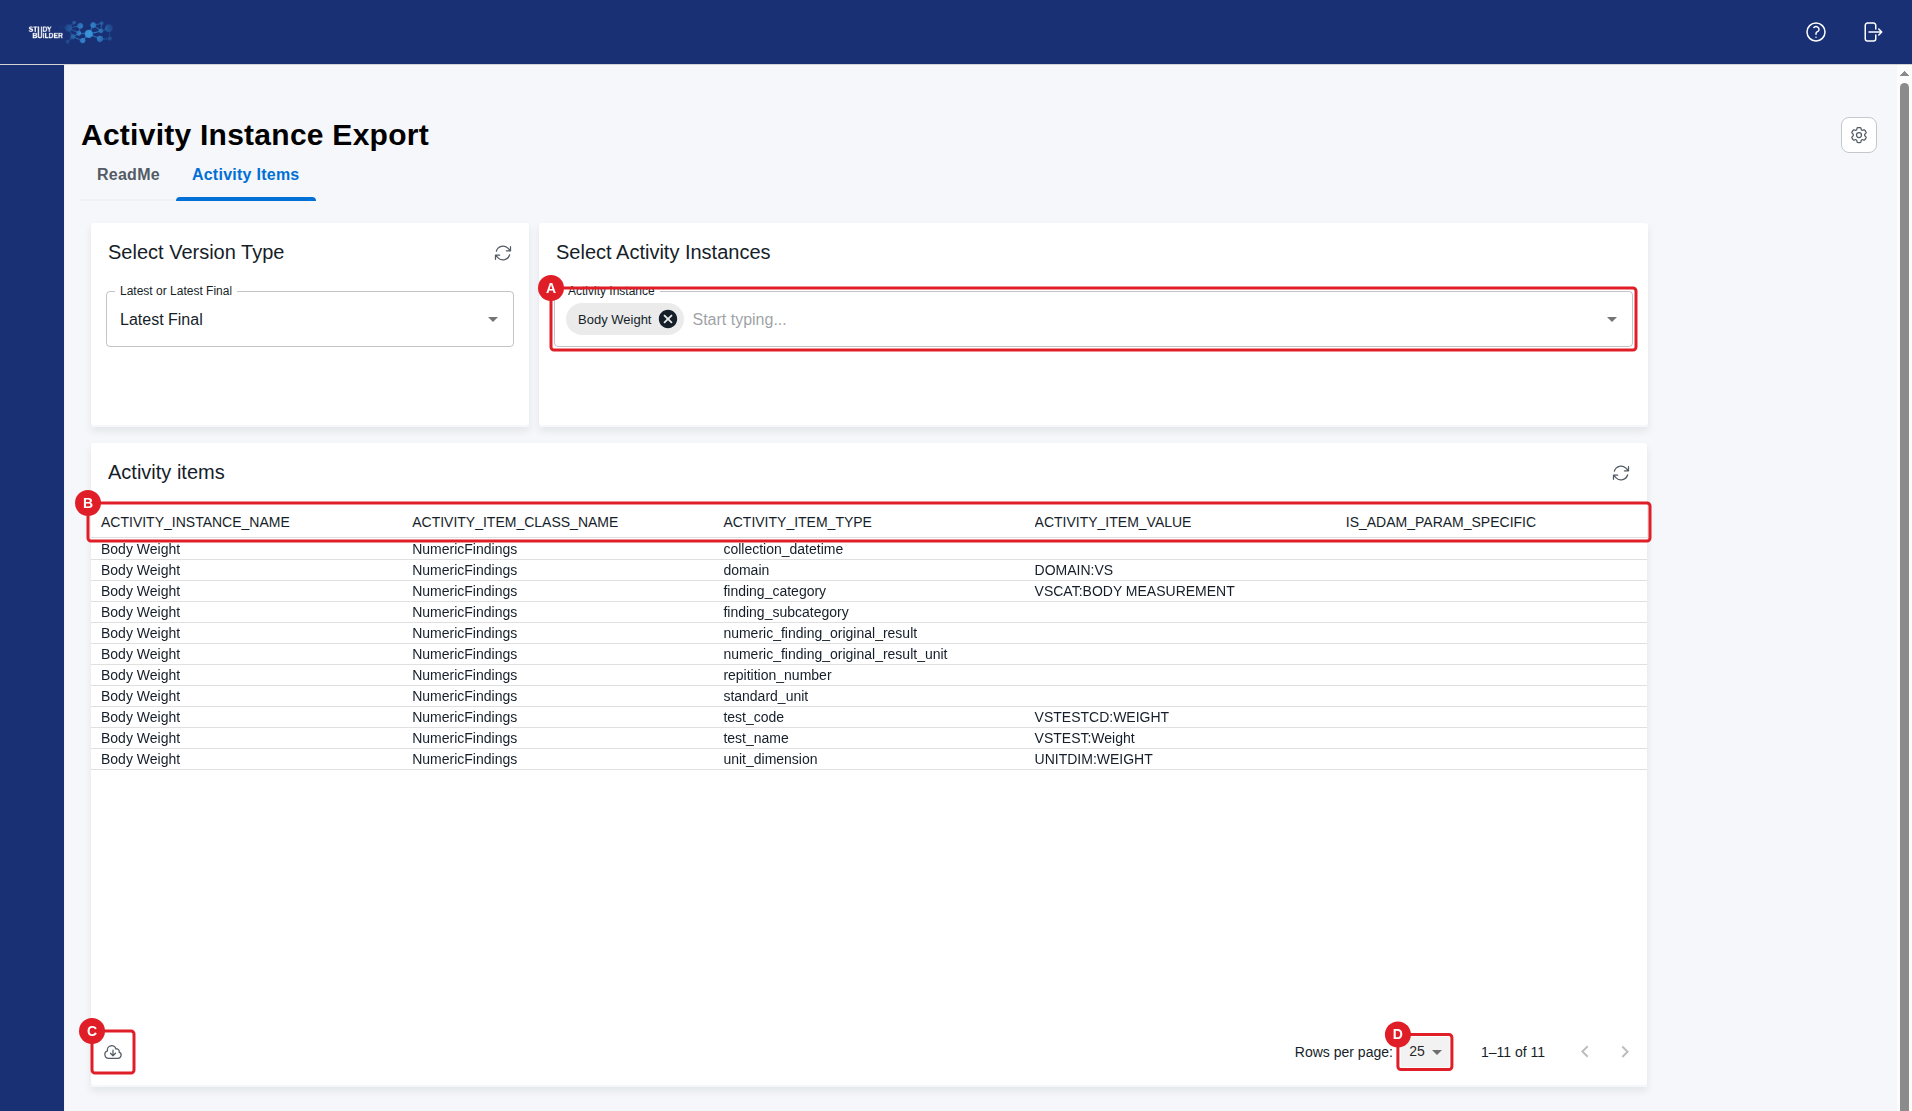 STUDY
BUILDER
Activity Instance Export
ReadMe Activity Items
Select Version Type
Latest or Latest Final
Latest Final
Select Activity Instances
A
Activity Instance
Body Weight Start typing...
Activity items
B
ACTIVITY_INSTANCE_NAME ACTIVITY_ITEM_CLASS_NAME ACTIVITY_ITEM_TYPE ACTIVITY_ITEM_VALUE IS_ADAM_PARAM_SPECIFIC
Body Weight NumericFindings collection_datetime
Body Weight NumericFindings domain DOMAIN:VS
Body Weight NumericFindings finding_category VSCAT:BODY MEASUREMENT
Body Weight NumericFindings finding_subcategory
Body Weight NumericFindings numeric_finding_original_result
Body Weight NumericFindings numeric_finding_original_result_unit
Body Weight NumericFindings repitition_number
Body Weight NumericFindings standard_unit
Body Weight NumericFindings test_code VSTESTCD:WEIGHT
Body Weight NumericFindings test_name VSTEST:Weight
Body Weight NumericFindings unit_dimension UNITDIM:WEIGHT
C
D
Rows per page: 25 1–11 of 11